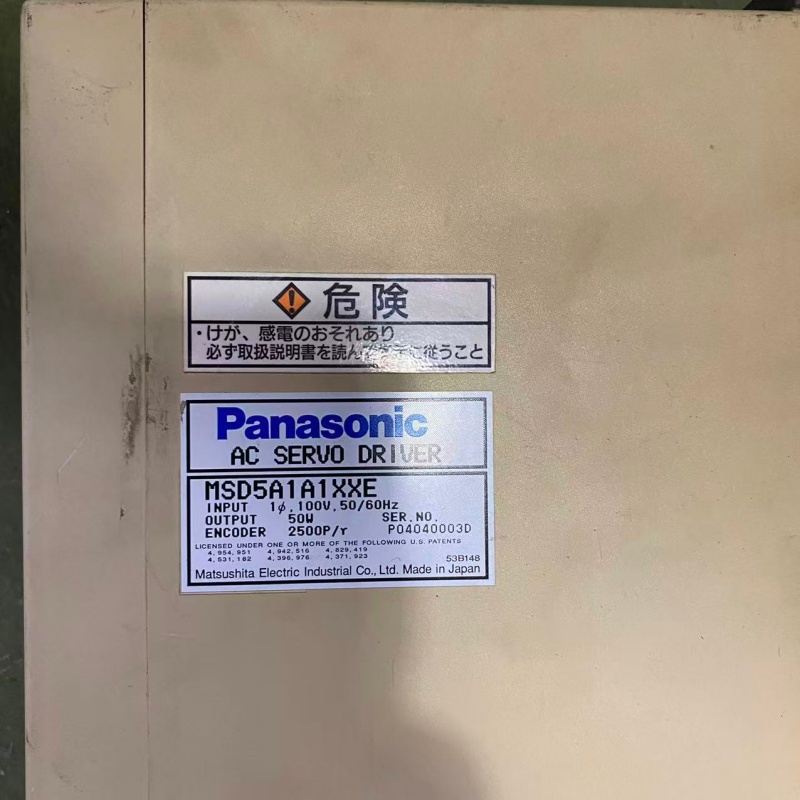 危険
・けが、感電のおそれあり
必ず取扱説明書を読ん 従うこと
Panasonic
AC SERVO DRIVER
MSD5A1A1XXE
INPUT 1ϕ, 100V, 50/60Hz
OUTPUT 50W SER.NO.
ENCODER 2500P/r P04040003D
LICENSED UNDER ONE OR MORE OF THE FOLLOWING U.S. PATENTS
4,954,951 4,942,516 4,829,419
4,631,162 4,396,976 4,371,923 53B148
Matsushita Electric Industrial Co., Ltd. Made in Japan